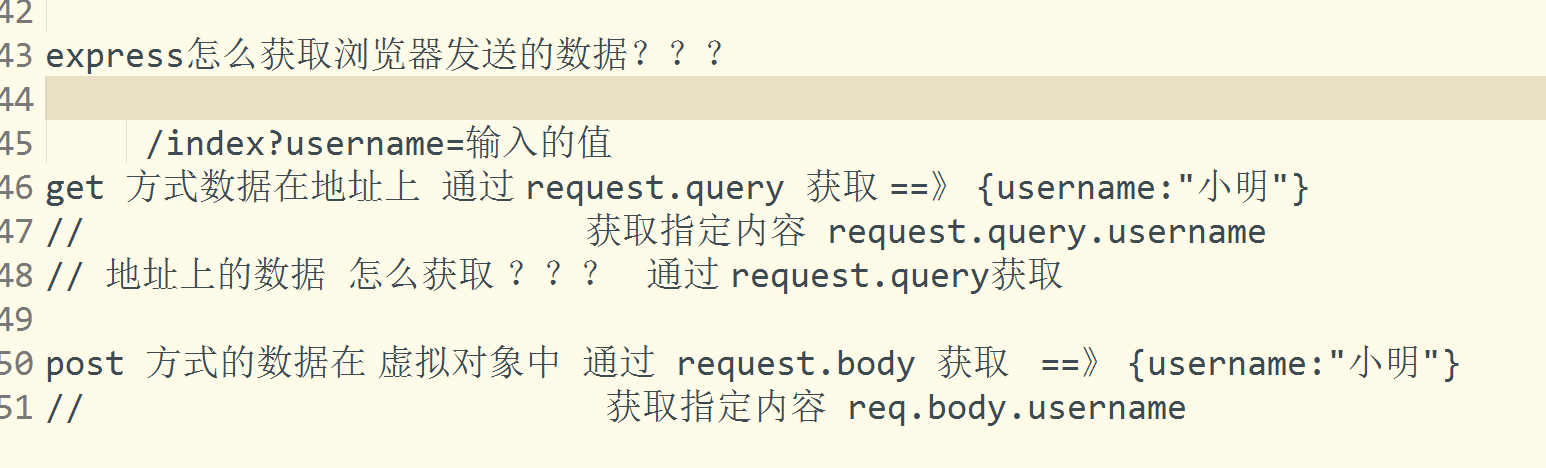 42
43 express怎么获取浏览器发送的数据？？？
44
45 /index?username=输入的值
46 get 方式数据在地址上 通过 request.query 获取 ==》 {username:"小明"}
47 // 获取指定内容 request.query.username
48 // 地址上的数据 怎么获取 ？？？ 通过 request.query获取
49
50 post 方式的数据在 虚拟对象中 通过 request.body 获取 ==》 {username:"小明"}
51 // 获取指定内容 req.body.username